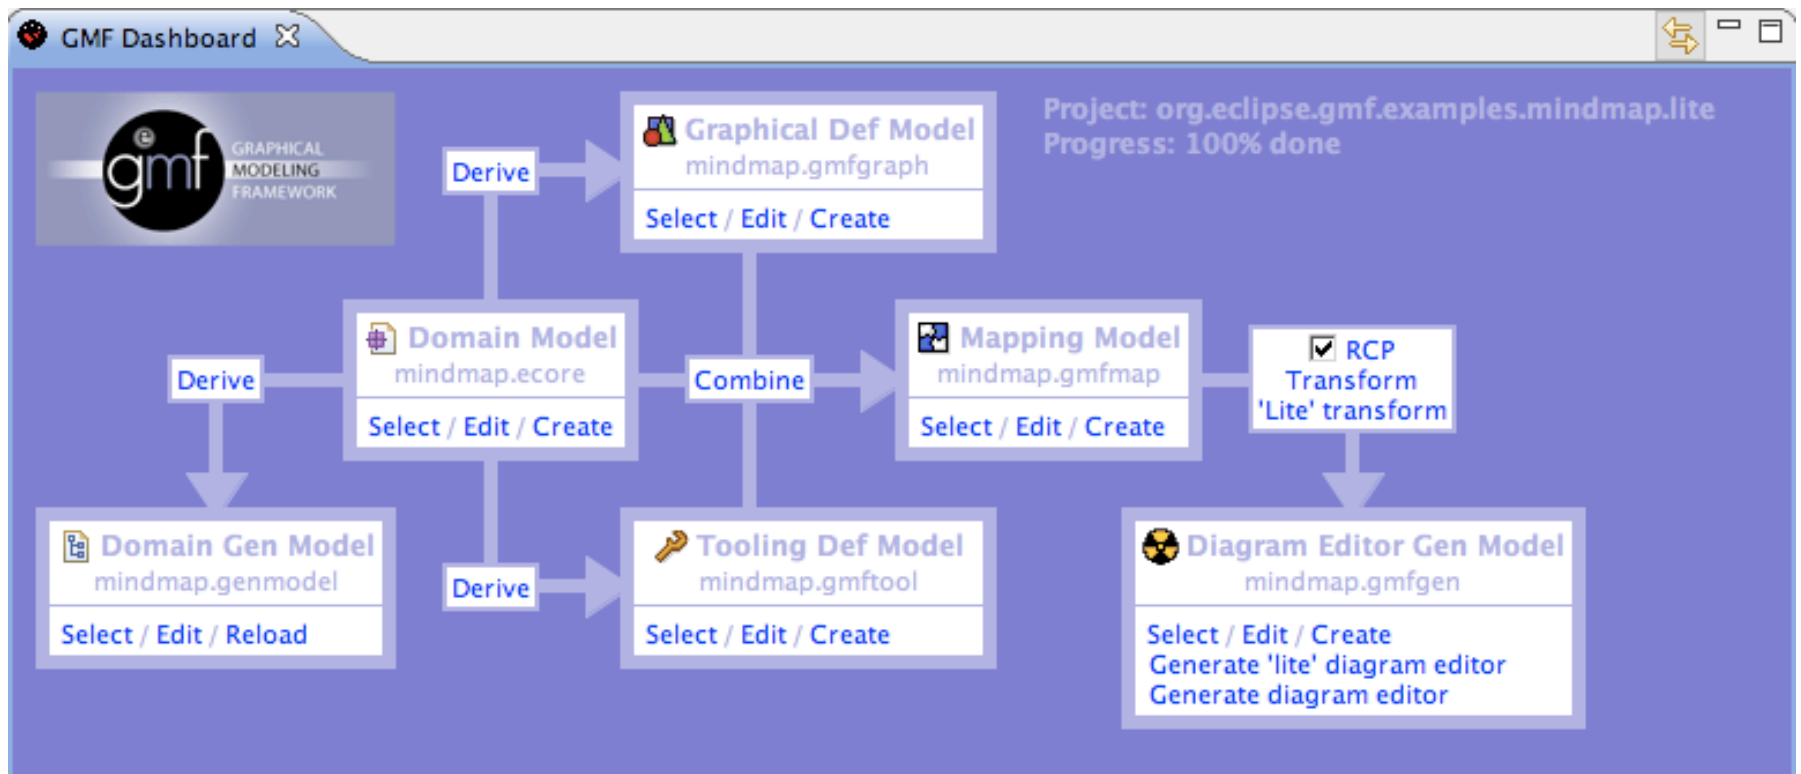 GMF Dashboard
e
gmf
GRAPHICAL
MODELING
FRAMEWORK
Project: org.eclipse.gmf.examples.mindmap.lite
Progress: 100% done
Derive
Graphical Def Model
mindmap.gmfgraph
Select / Edit / Create
Derive
Domain Model
mindmap.ecore
Select / Edit / Create
Combine
Mapping Model
mindmap.gmfmap
Select / Edit / Create
RCP
Transform
'Lite' transform
Domain Gen Model
mindmap.genmodel
Select / Edit / Reload
Derive
Tooling Def Model
mindmap.gmftool
Select / Edit / Create
Diagram Editor Gen Model
mindmap.gmfgen
Select / Edit / Create
Generate 'lite' diagram editor
Generate diagram editor